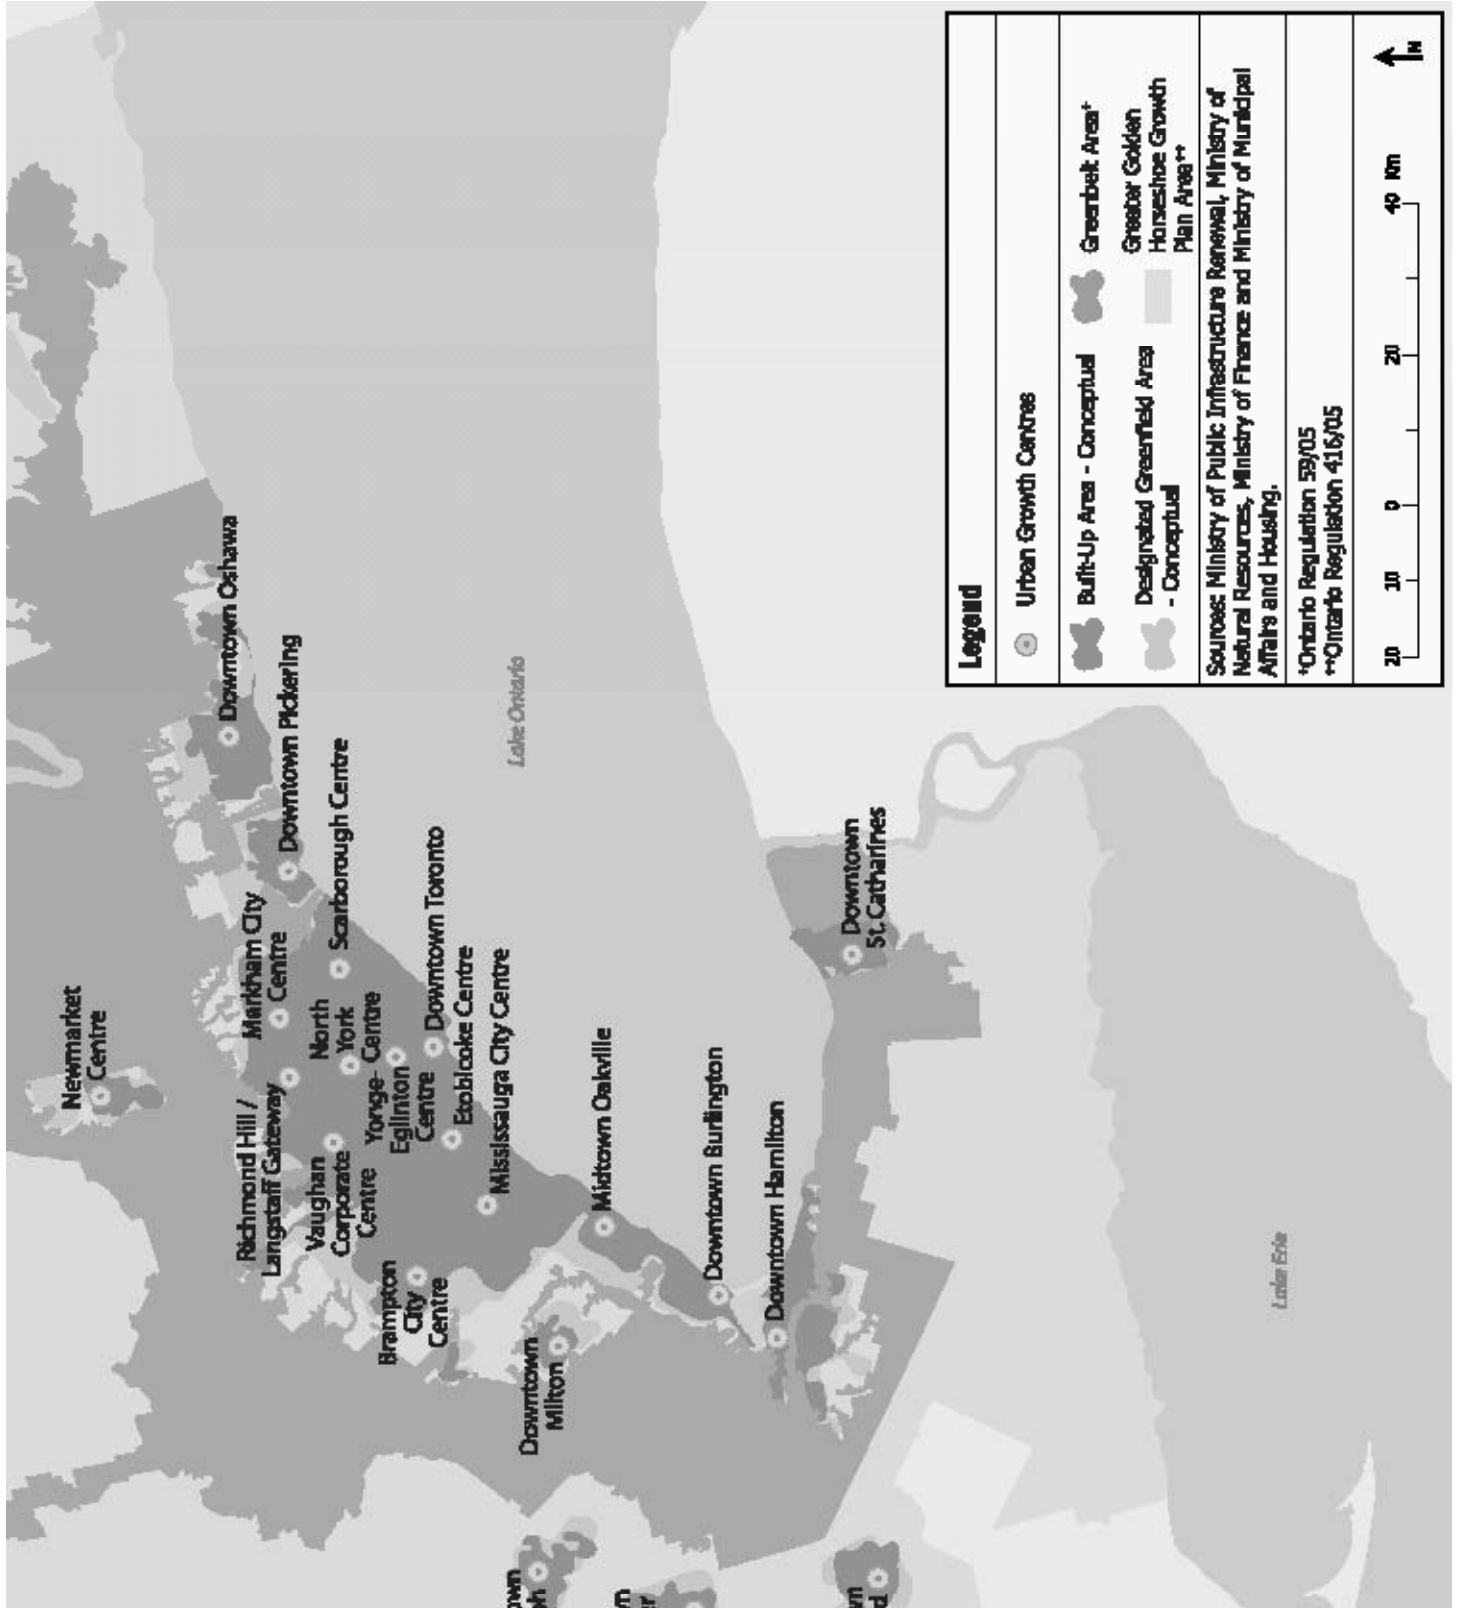 Newmarket
Centre
Richmond Hill /
Langstaff Gateway
Markham City
Centre
Downtown Oshawa
Downtown Pickering
Scarborough Centre
Vaughan
Corporate
Centre
North
York
Centre
Yonge-
Eglinton
Centre
Downtown Toronto
Etobicoke Centre
Mississauga City Centre
Brampton
City
Centre
Downtown
Milton
Midtown Oakville
Downtown Burlington
Downtown Hamilton
Downtown
St. Catharines
Lake Ontario
Lake Erie
Legend
Urban Growth Centres
Built-Up Area - Conceptual
Greenbelt Area+
Designated Greenfield Area
- Conceptual
Greater Golden
Horseshoe Growth
Plan Area++
Sources: Ministry of Public Infrastructure Renewal, Ministry of
Natural Resources, Ministry of Finance and Ministry of Municipal
Affairs and Housing.
+Ontario Regulation 59/05
++Ontario Regulation 416/05
20 10 0 20 40 Km
N